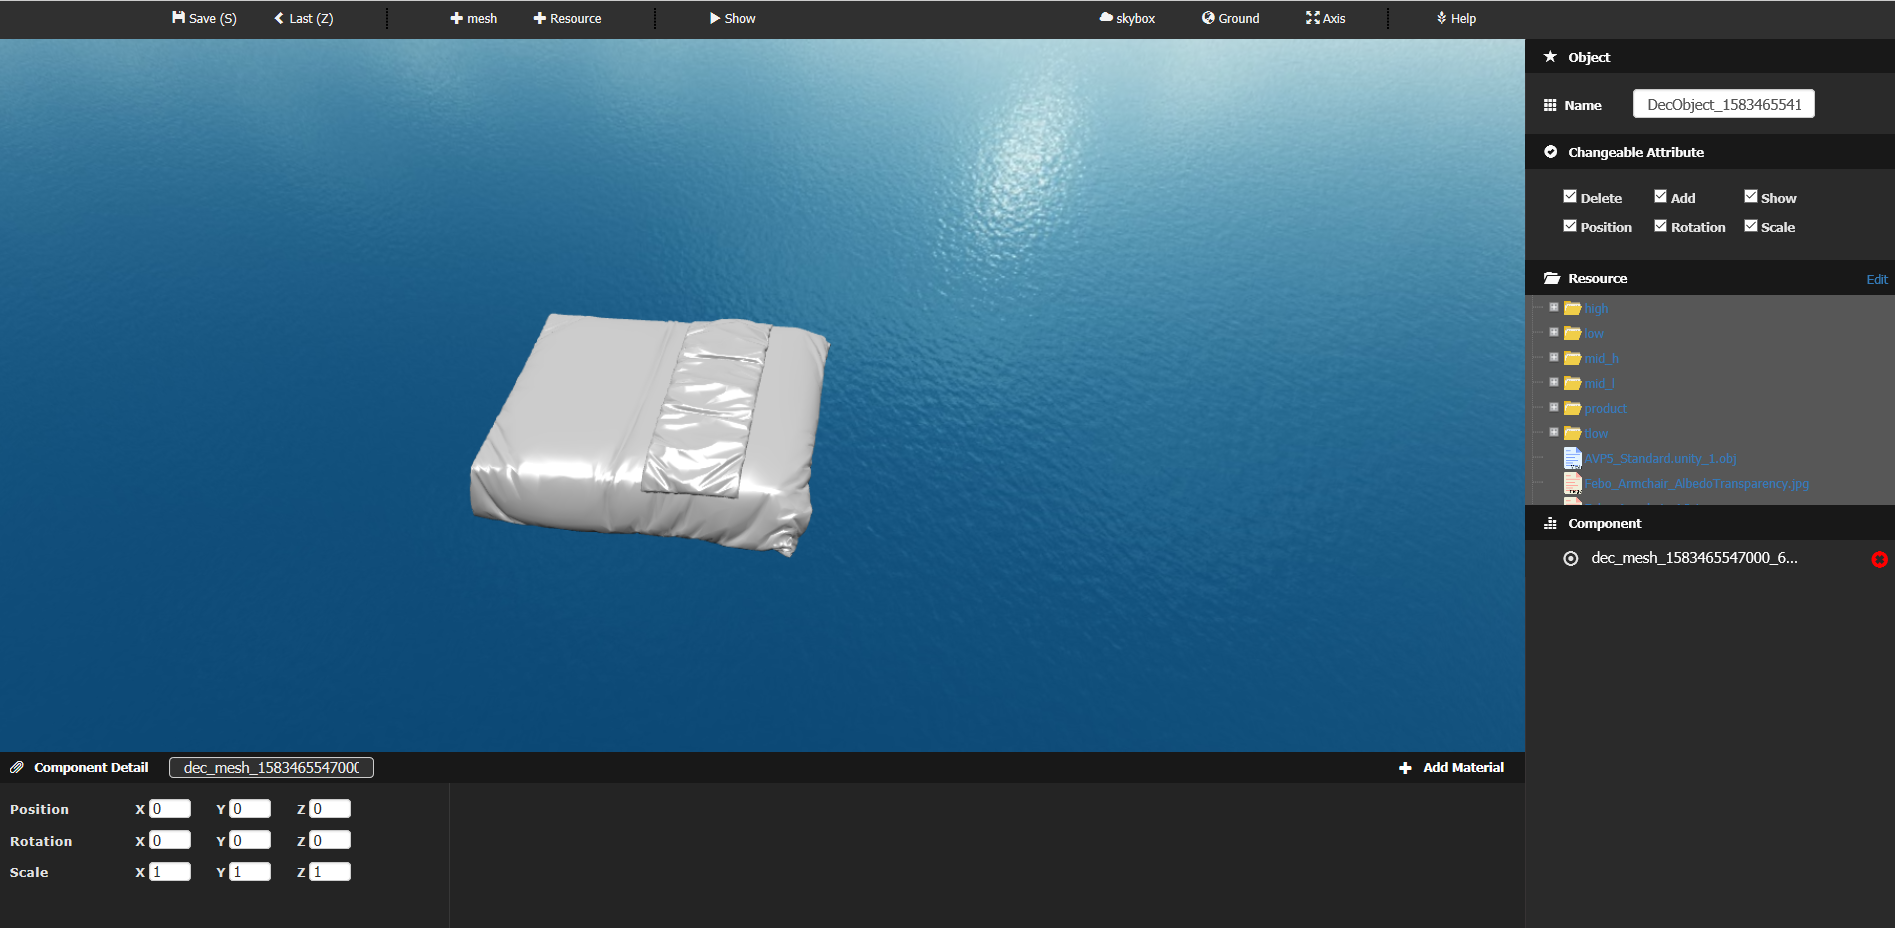 Save (S) Last (Z) mesh Resource Show skybox Ground Axis Help
Object
Name DecObject_1583465541
Changeable Attribute
Delete Add Show
Position Rotation Scale
Resource Edit
high
low
mid_h
mid_l
product
tlow
AVP5_Standard.unity_1.obj
Febo_Armchair_AlbedoTransparency.jpg
Component
dec_mesh_1583465547000_6...
Component Detail dec_mesh_1583465547000 Add Material
Position X 0 Y 0 Z 0
Rotation X 0 Y 0 Z 0
Scale X 1 Y 1 Z 1